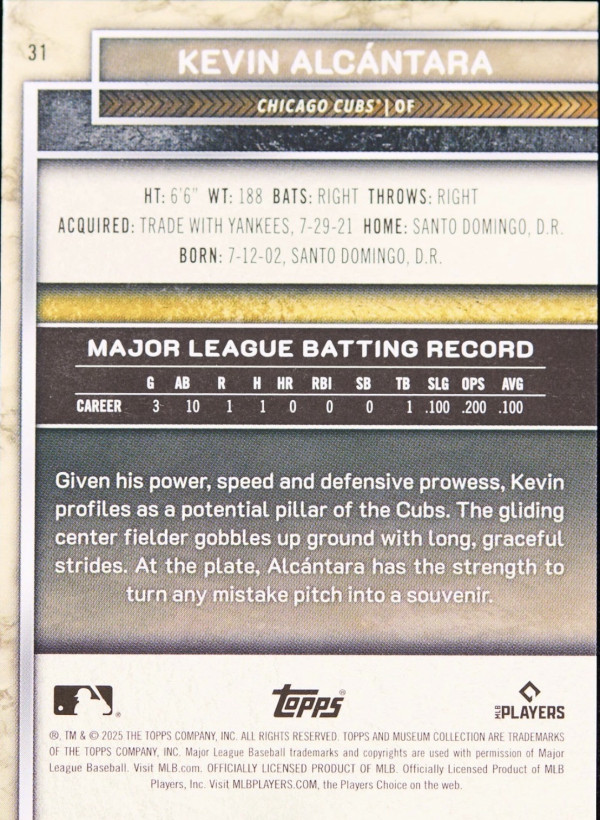 31
KEVIN ALCÁNTARA
CHICAGO CUBS® | OF
HT: 6'6" WT: 188 BATS: RIGHT THROWS: RIGHT
ACQUIRED: TRADE WITH YANKEES, 7-29-21 HOME: SANTO DOMINGO, D.R.
BORN: 7-12-02, SANTO DOMINGO, D.R.
MAJOR LEAGUE BATTING RECORD
G AB R H HR RBI SB TB SLG OPS AVG
CAREER 3 10 1 1 0 0 0 1 .100 .200 .100
Given his power, speed and defensive prowess, Kevin
profiles as a potential pillar of the Cubs. The gliding
center fielder gobbles up ground with long, graceful
strides. At the plate, Alcántara has the strength to
turn any mistake pitch into a souvenir.
® topps® MLB PLAYERS
®, TM & © 2025 THE TOPPS COMPANY, INC. ALL RIGHTS RESERVED. TOPPS AND MUSEUM COLLECTION ARE TRADEMARKS
OF THE TOPPS COMPANY, INC. Major League Baseball trademarks and copyrights are used with permission of Major
League Baseball. Visit MLB.com. OFFICIALLY LICENSED PRODUCT OF MLB. Officially Licensed Product of MLB
Players, Inc. Visit MLBPLAYERS.COM, the Players Choice on the web.